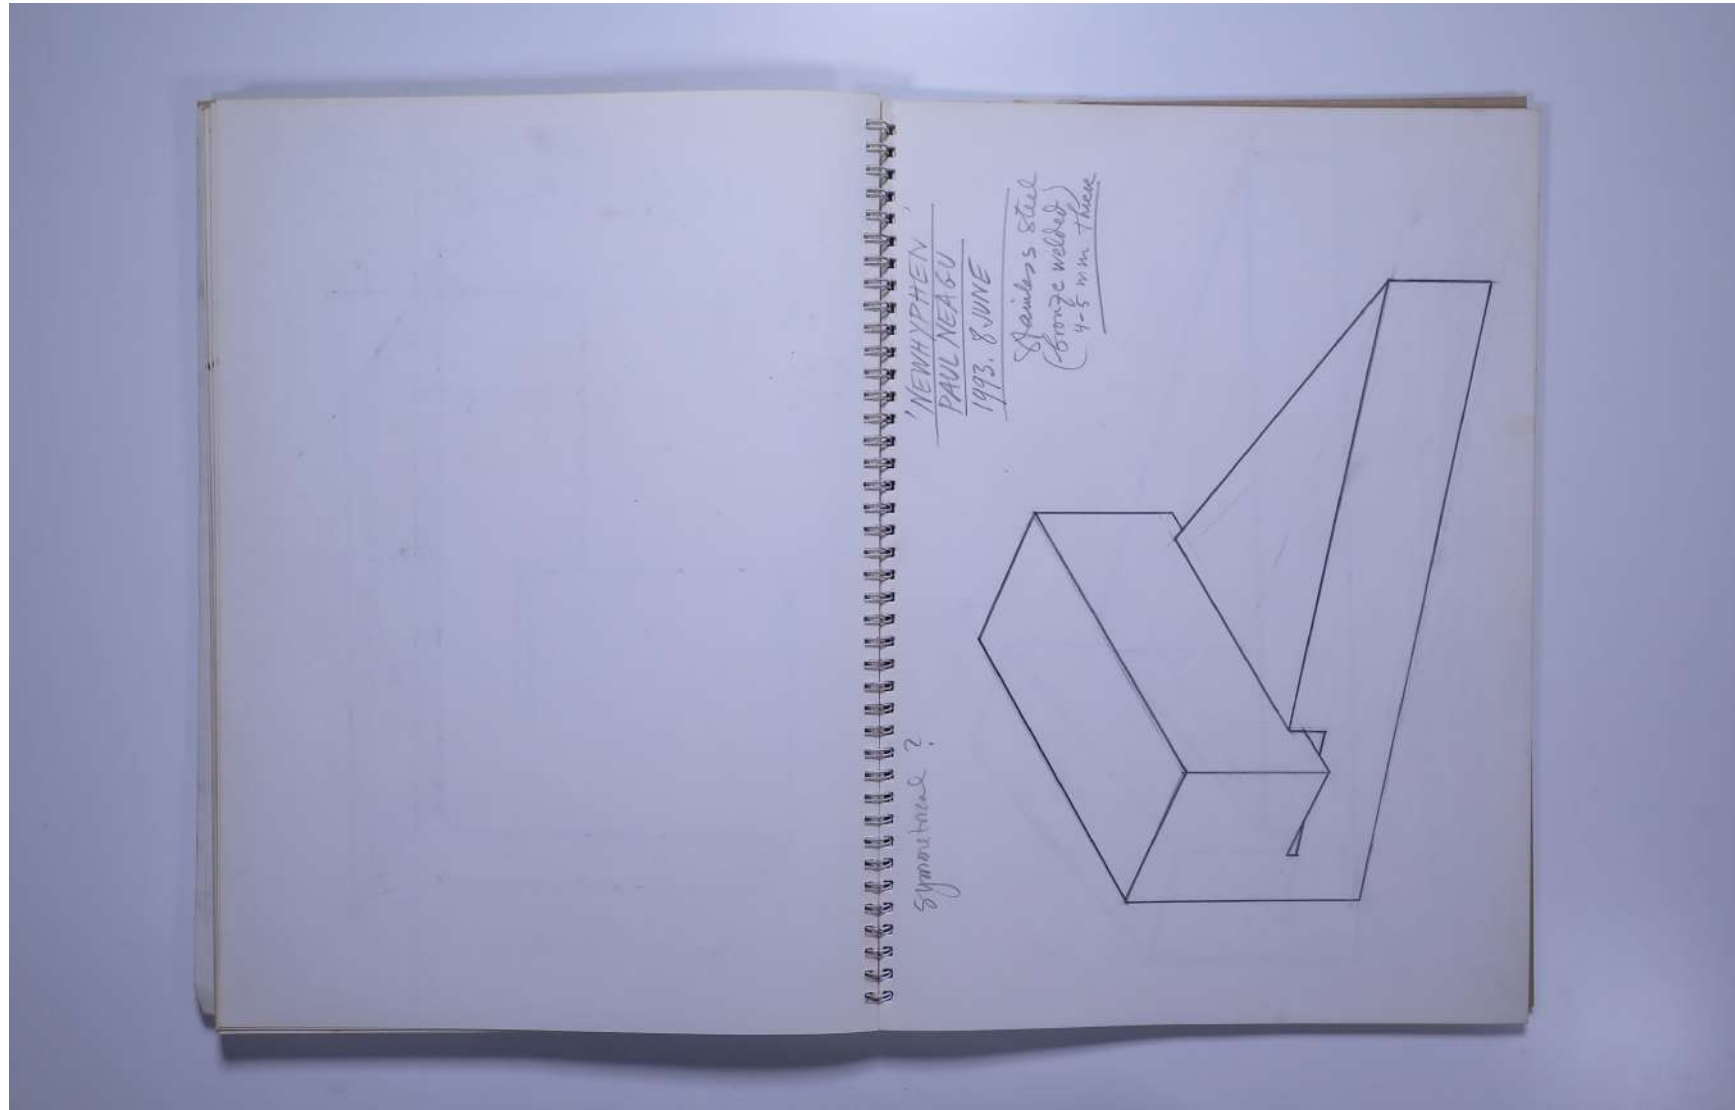 'NEWHYPHEN'
PAUL NEAGU
1993. 8 JUNE
Stainless steel
(bronze welded)
4-5 mm thick
symmetrical ?